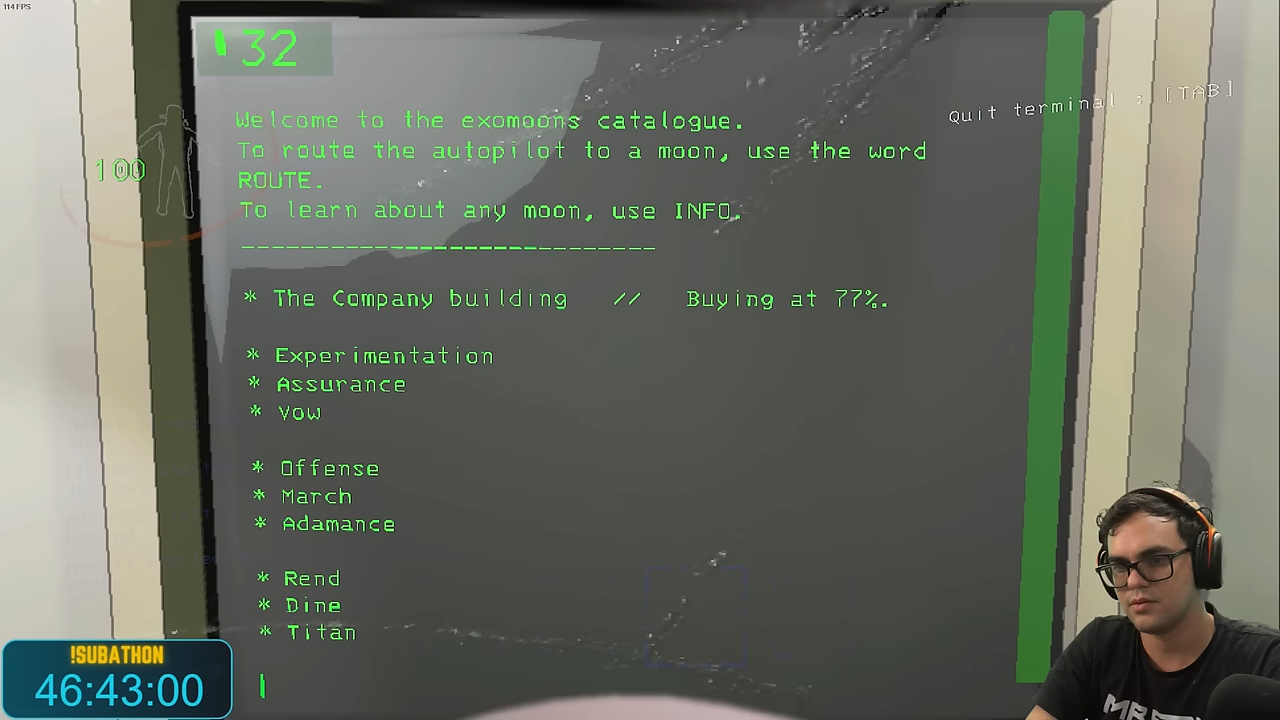 114 FPS
32
Welcome to the exomoons catalogue.
Quit terminal : [TAB]
To route the autopilot to a moon, use the word
ROUTE.
100
To learn about any moon, use INFO.
----------------------------
* The Company building // Buying at 77%.
* Experimentation
* Assurance
* Vow
* Offense
* March
* Adamance
* Rend
* Dine
* Titan
!SUBATHON
46:43:00